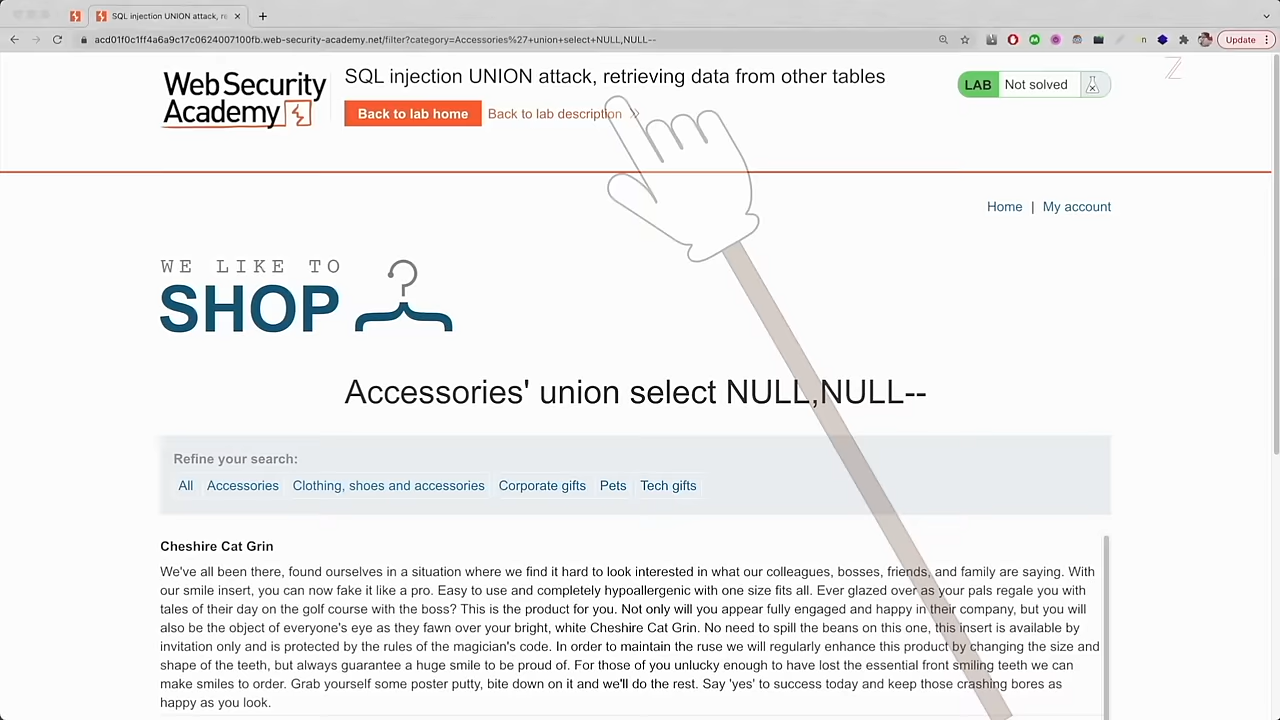 SQL injection UNION attack, re
acd01f0c1ff4a6a9c17c0624007100fb.web-security-academy.net/filter?category=Accessories%27+union+select+NULL,NULL--
Update
Web Security
Academy
SQL injection UNION attack, retrieving data from other tables
Back to lab home
Back to lab description
LAB
Not solved
Z
Home | My account
WE LIKE TO
SHOP
Accessories' union select NULL,NULL--
Refine your search:
All Accessories Clothing, shoes and accessories Corporate gifts Pets Tech gifts
Cheshire Cat Grin
We've all been there, found ourselves in a situation where we find it hard to look interested in what our colleagues, bosses, friends, and family are saying. With
our smile insert, you can now fake it like a pro. Easy to use and completely hypoallergenic with one size fits all. Ever glazed over as your pals regale you with
tales of their day on the golf course with the boss? This is the product for you. Not only will you appear fully engaged and happy in their company, but you will
also be the object of everyone's eye as they fawn over your bright, white Cheshire Cat Grin. No need to spill the beans on this one, this insert is available by
invitation only and is protected by the rules of the magician's code. In order to maintain the ruse we will regularly enhance this product by changing the size and
shape of the teeth, but always guarantee a huge smile to be proud of. For those of you unlucky enough to have lost the essential front smiling teeth we can
make smiles to order. Grab yourself some poster putty, bite down on it and we'll do the rest. Say 'yes' to success today and keep those crashing bores as
happy as you look.